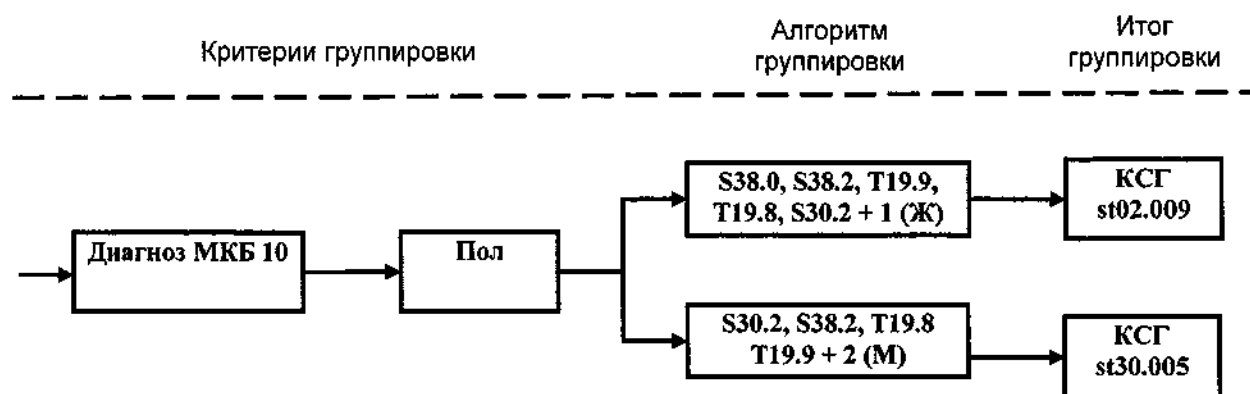 Критерии группировки
Алгоритм
группировки
Итог
группировки
Диагноз МКБ 10
Пол
S38.0, S38.2, T19.9,
T19.8, S30.2 + 1 (Ж)
КСГ
st02.009
S30.2, S38.2, T19.8
T19.9 + 2 (М)
КСГ
st30.005